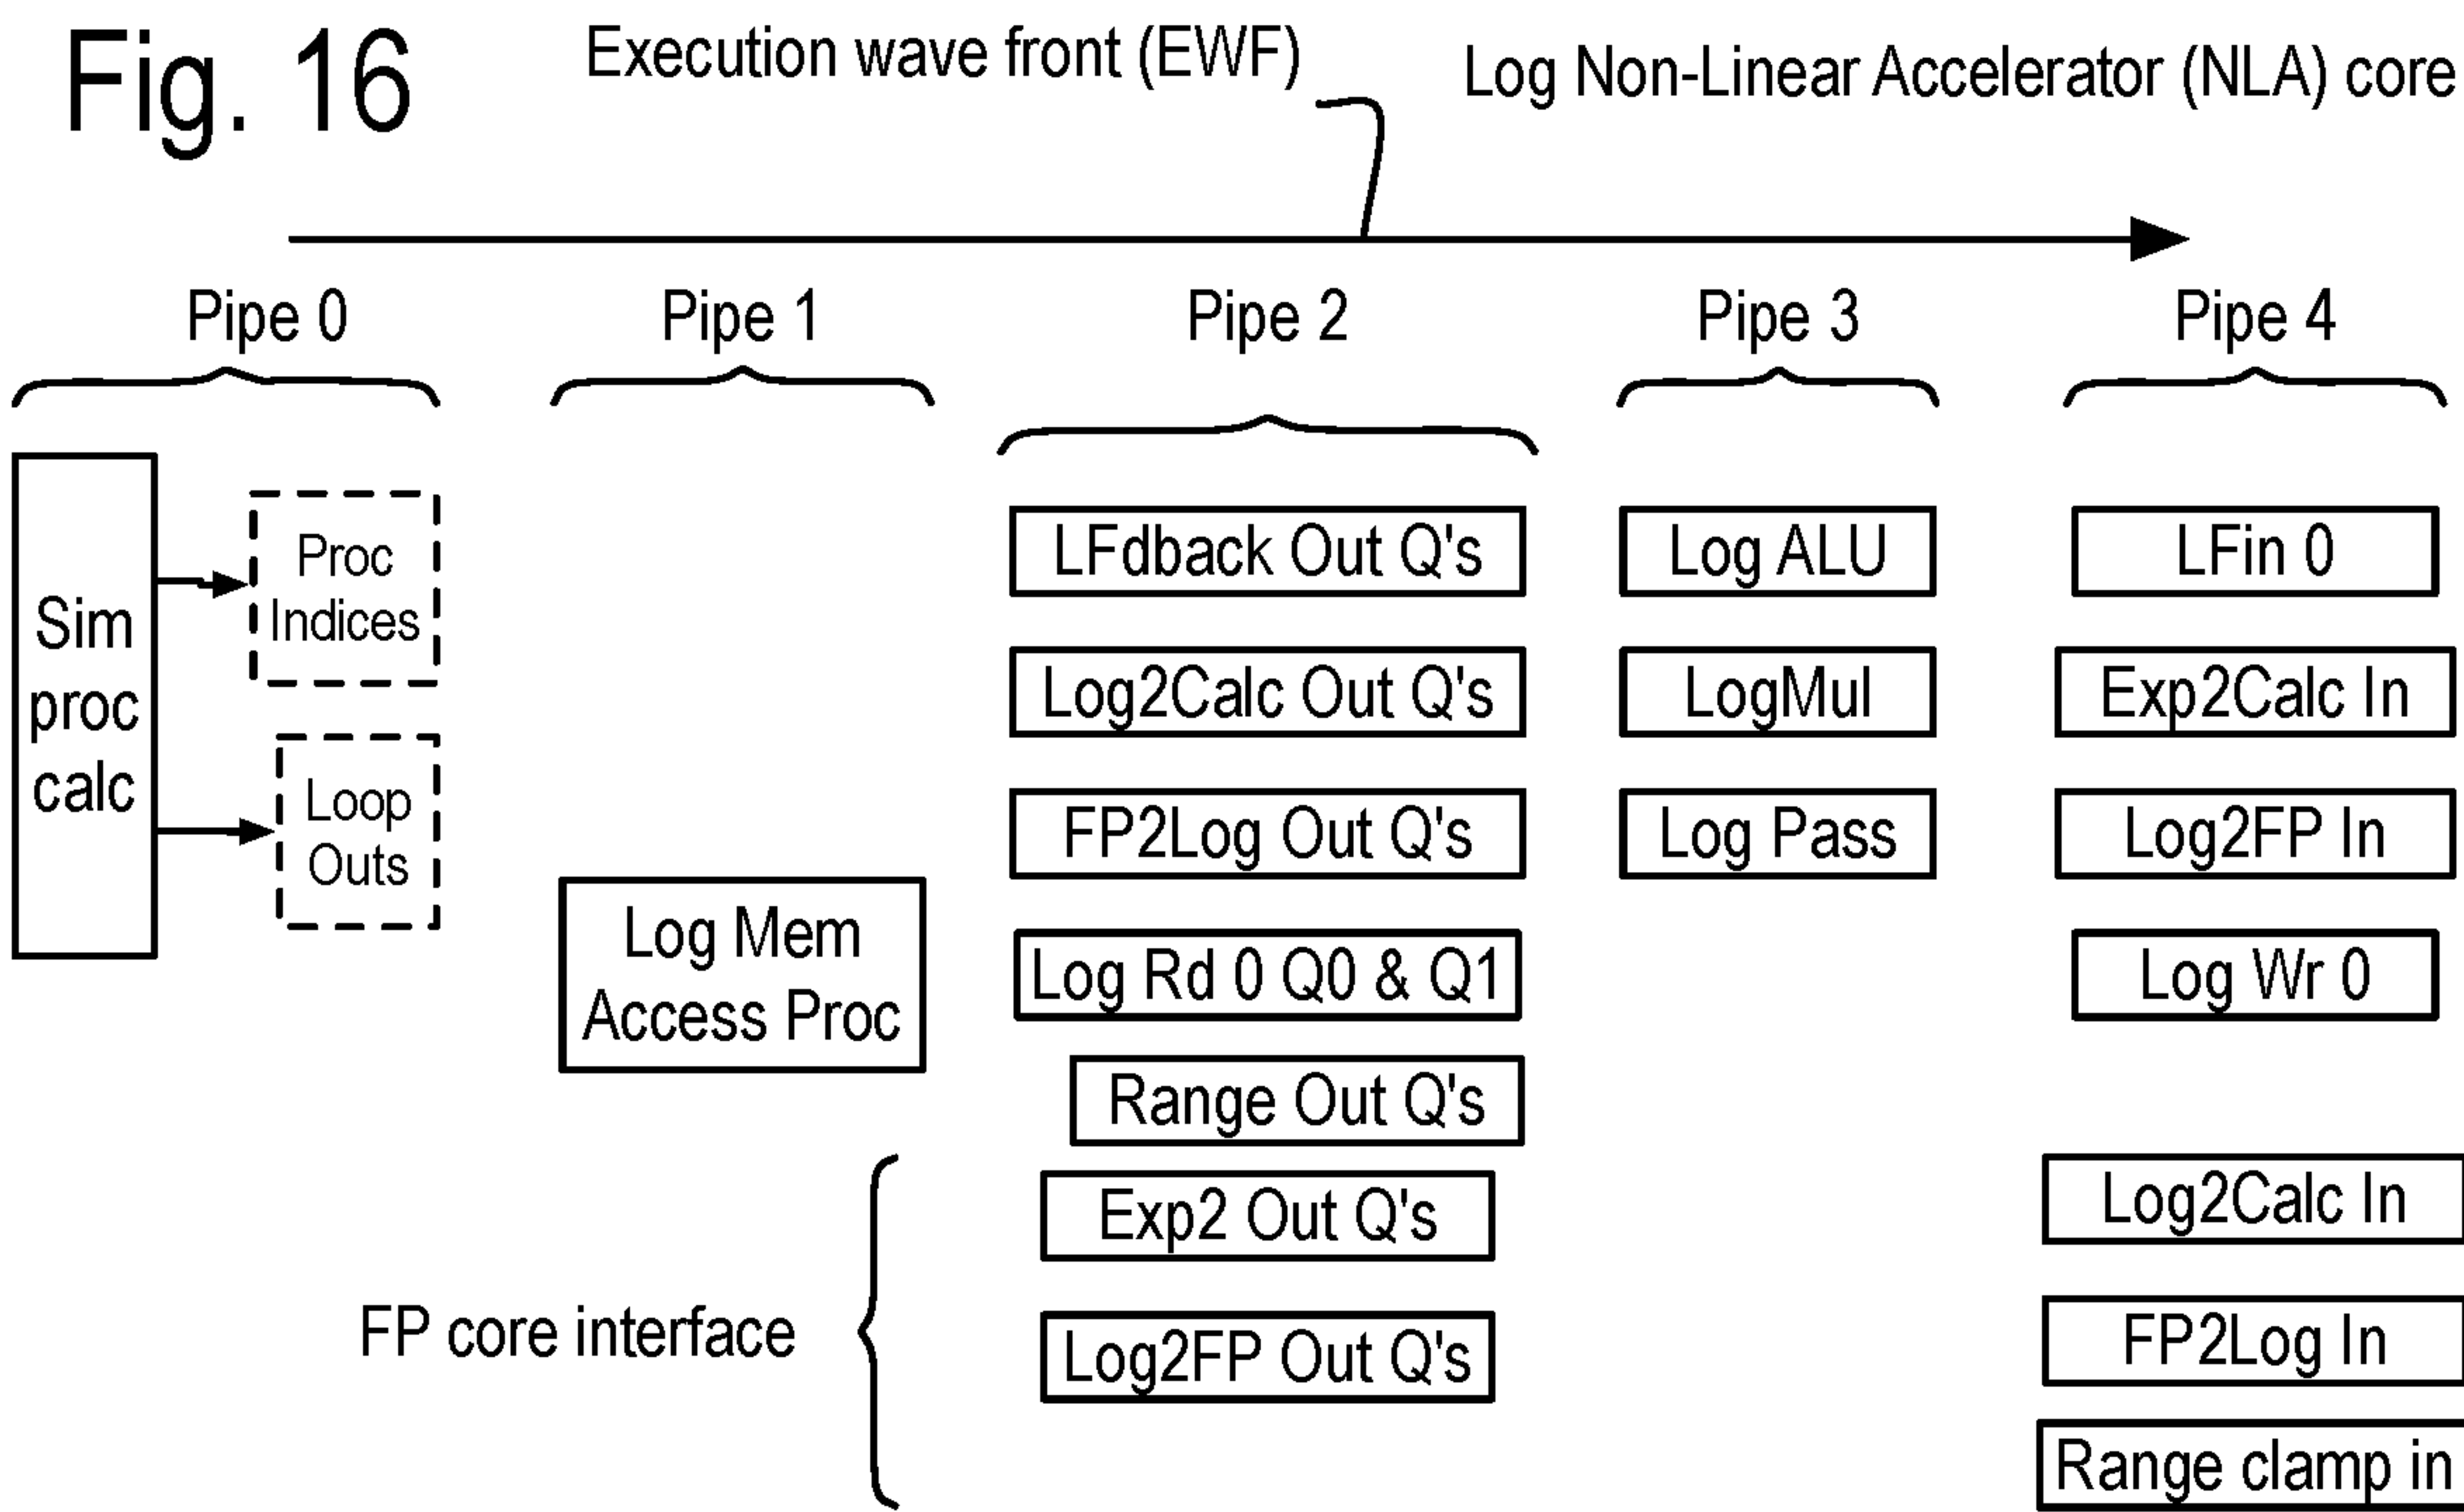 Fig. 16
Execution wave front (EWF)
Log Non-Linear Accelerator (NLA) core
Pipe 0
Pipe 1
Pipe 2
Pipe 3
Pipe 4
Sim
proc
calc
Proc
Indices
Loop
Outs
Log Mem
Access Proc
LFdback Out Q's
Log2Calc Out Q's
FP2Log Out Q's
Log Rd 0 Q0 & Q1
Range Out Q's
FP core interface
Exp2 Out Q's
Log2FP Out Q's
Log ALU
LogMul
Log Pass
LFin 0
Exp2Calc In
Log2FP In
Log Wr 0
Log2Calc In
FP2Log In
Range clamp in